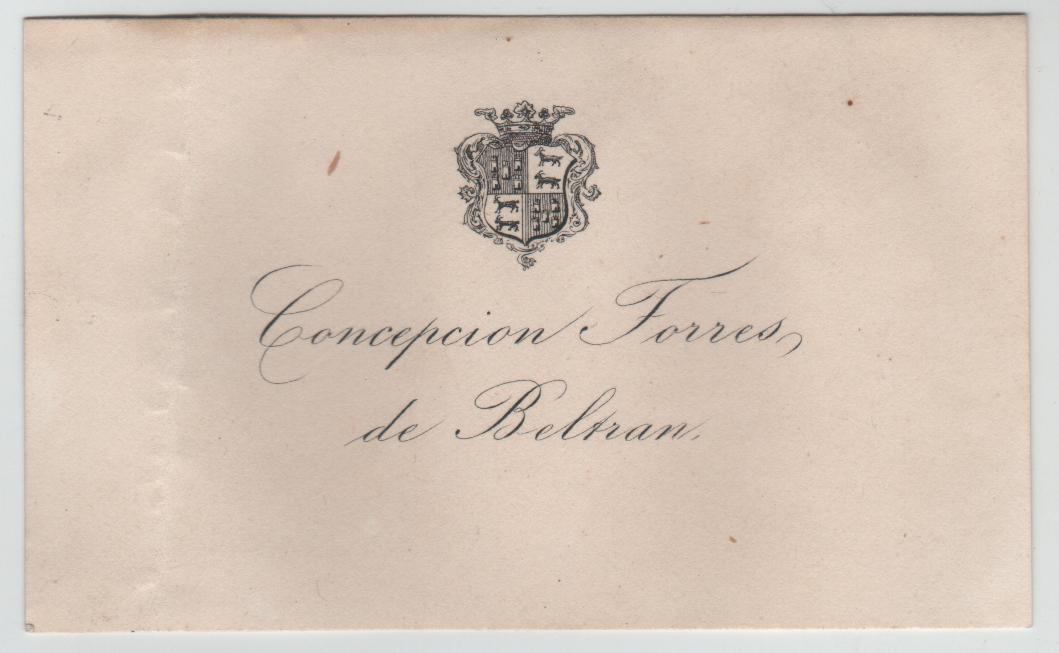 Concepcion Torres
de Beltran.